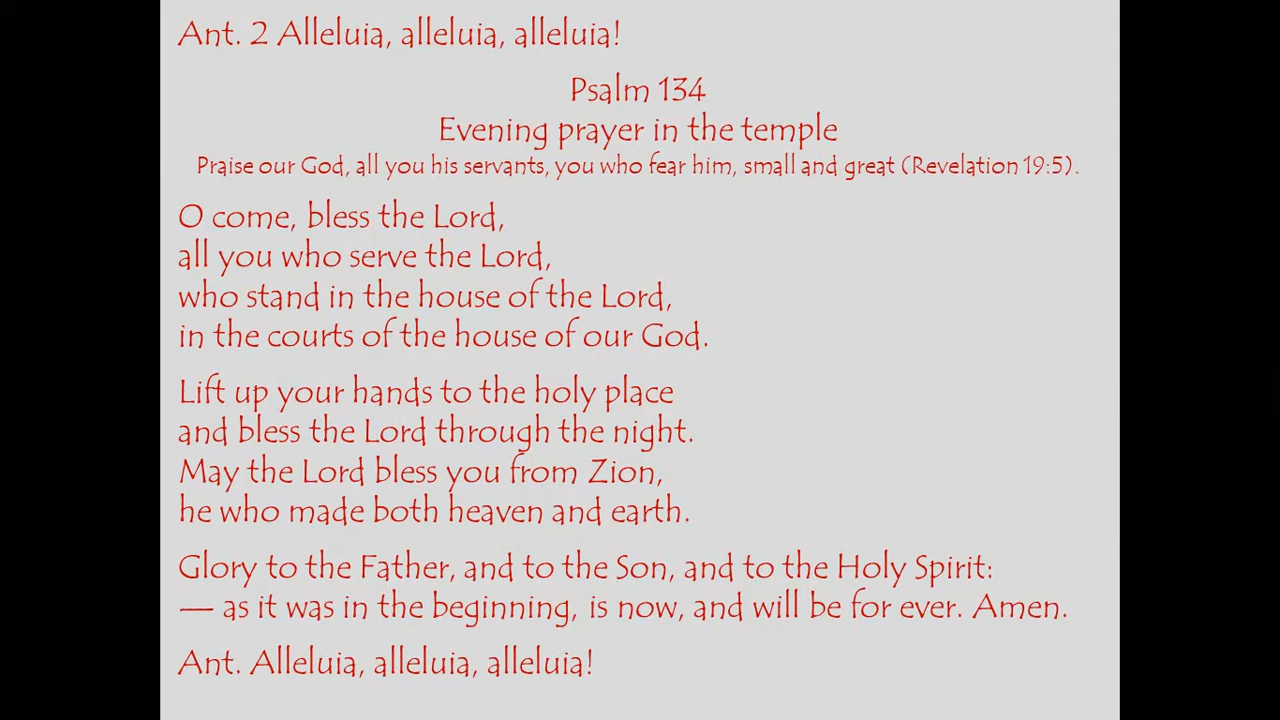 Ant. 2 Alleluia, alleluia, alleluia!
Psalm 134
Evening prayer in the temple
Praise our God, all you his servants, you who fear him, small and great (Revelation 19:5).
O come, bless the Lord,
all you who serve the Lord,
who stand in the house of the Lord,
in the courts of the house of our God.
Lift up your hands to the holy place
and bless the Lord through the night.
May the Lord bless you from Zion,
he who made both heaven and earth.
Glory to the Father, and to the Son, and to the Holy Spirit:
— as it was in the beginning, is now, and will be for ever. Amen.
Ant. Alleluia, alleluia, alleluia!